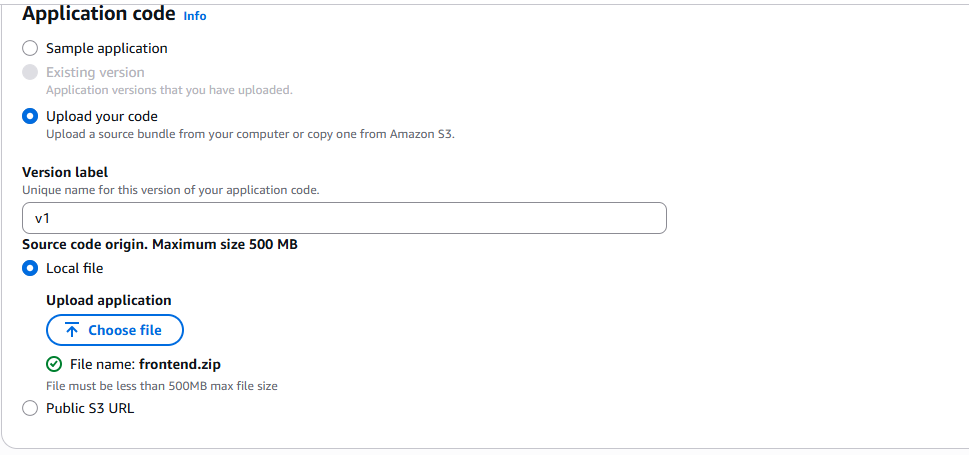 Application code Info
Sample application
Existing version
Application versions that you have uploaded.
Upload your code
Upload a source bundle from your computer or copy one from Amazon S3.
Version label
Unique name for this version of your application code.
v1
Source code origin. Maximum size 500 MB
Local file
Upload application
Choose file
File name: frontend.zip
File must be less than 500MB max file size
Public S3 URL